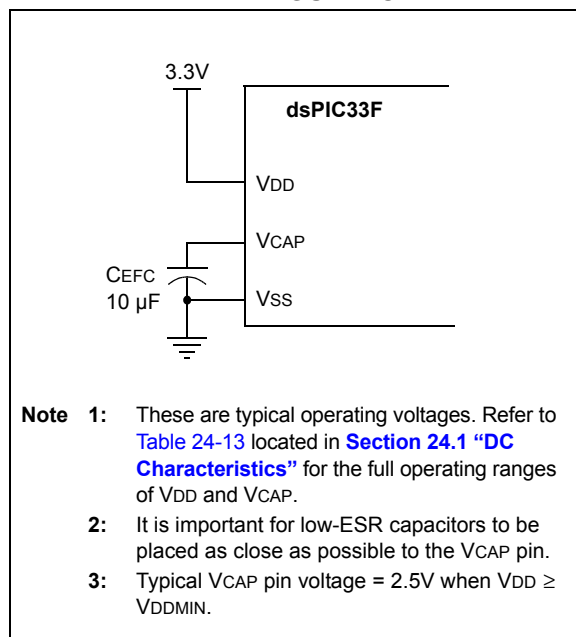 3.3V
dsPIC33F
VDD
VCAP
CEFC
10 µF
VSS
Note 1: These are typical operating voltages. Refer to
Table 24-13 located in Section 24.1 “DC
Characteristics” for the full operating ranges
of VDD and VCAP.
2: It is important for low-ESR capacitors to be
placed as close as possible to the VCAP pin.
3: Typical VCAP pin voltage = 2.5V when VDD ≥
VDDMIN.